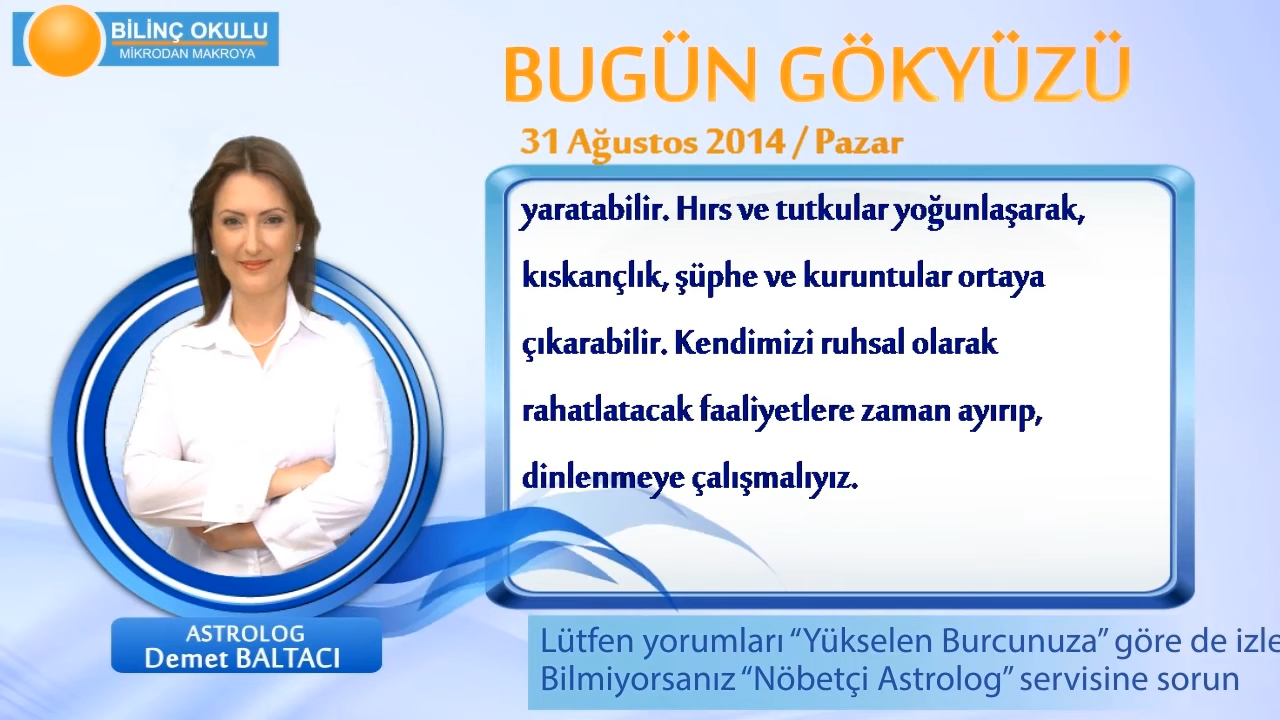 BİLİNÇ OKULU
MİKRODAN MAKROYA
BUGÜN GÖKYÜZÜ
31 Ağustos 2014 / Pazar
yaratabilir. Hırs ve tutkular yoğunlaşarak,
kıskançlık, şüphe ve kuruntular ortaya
çıkarabilir. Kendimizi ruhsal olarak
rahatlatacak faaliyetlere zaman ayırıp,
dinlenmeye çalışmalıyız.
ASTROLOG
Demet BALTACI
Lütfen yorumları “Yükselen Burcunuza” göre de izle
Bilmiyorsanız “Nöbetçi Astrolog” servisine sorun